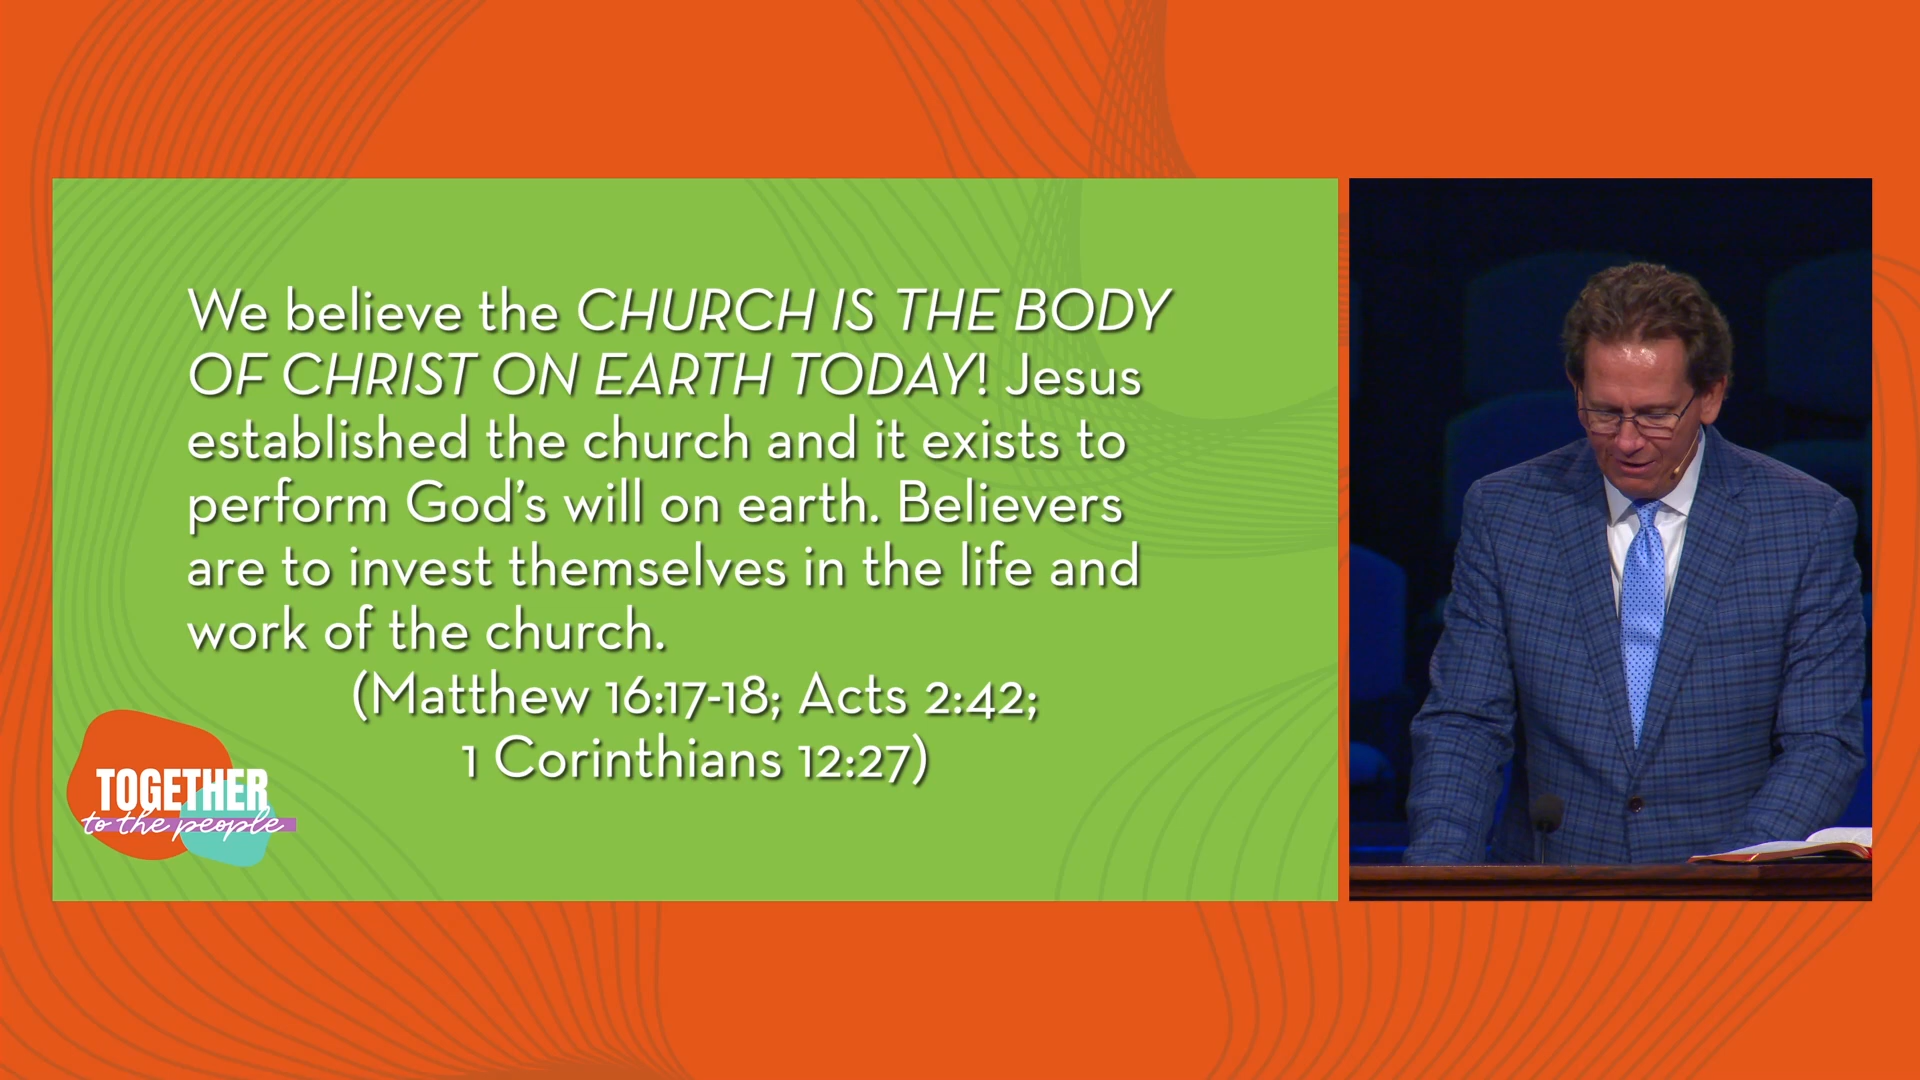 We believe the CHURCH IS THE BODY
OF CHRIST ON EARTH TODAY! Jesus
established the church and it exists to
perform God's will on earth. Believers
are to invest themselves in the life and
work of the church.
(Matthew 16:17-18; Acts 2:42;
1 Corinthians 12:27)
TOGETHER
to the people